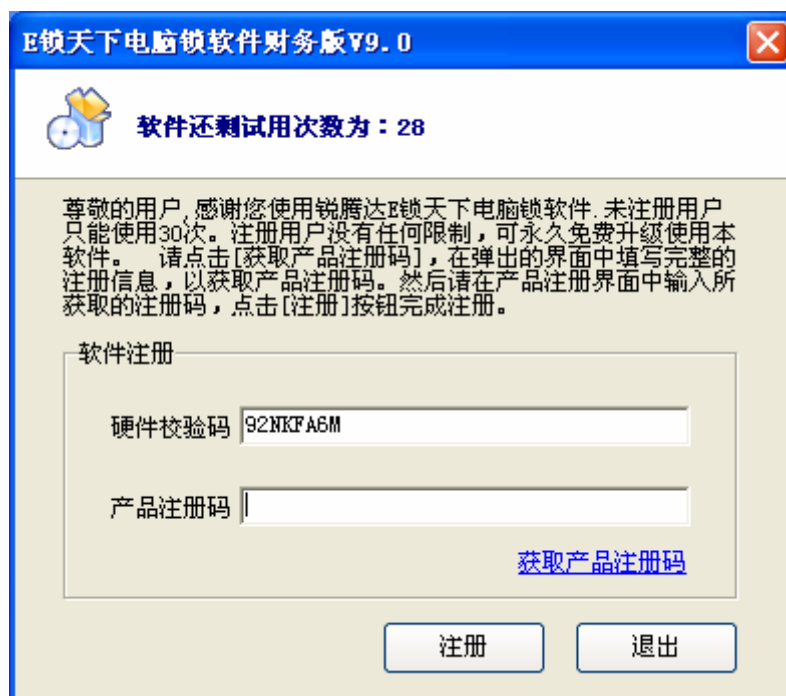 E锁天下电脑锁软件财务版V9.0
软件还剩试用次数为：28
尊敬的用户,感谢您使用锐腾达E锁天下电脑锁软件.未注册用户
只能使用30次。注册用户没有任何限制，可永久免费升级使用本
软件。 请点击[获取产品注册码]，在弹出的界面中填写完整的
注册信息，以获取产品注册码。然后请在产品注册界面中输入所
获取的注册码，点击[注册]按钮完成注册。
软件注册
硬件校验码 92NKFA6M
产品注册码
获取产品注册码
注册 退出